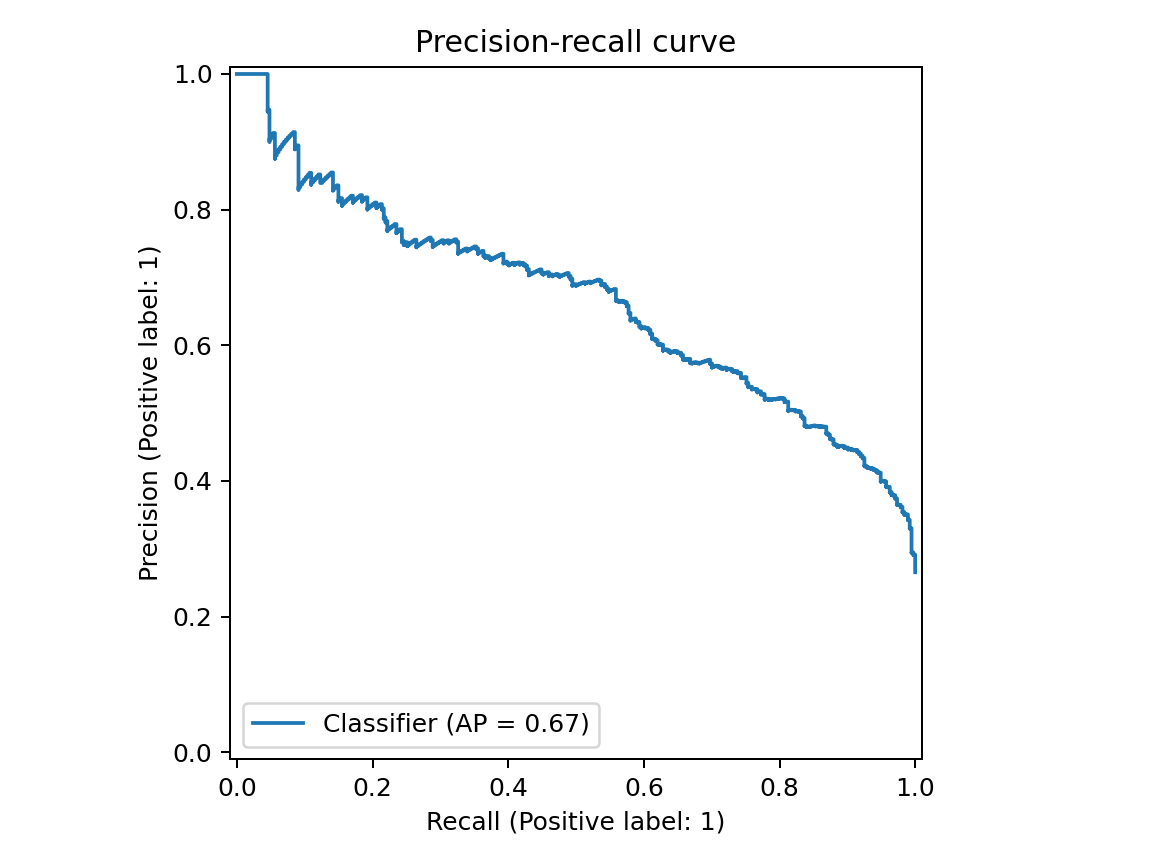 Precision-recall curve
1.0
0.8
0.6
0.4
0.2
0.0
Precision (Positive label: 1)
Classifier (AP = 0.67)
0.0 0.2 0.4 0.6 0.8 1.0
Recall (Positive label: 1)